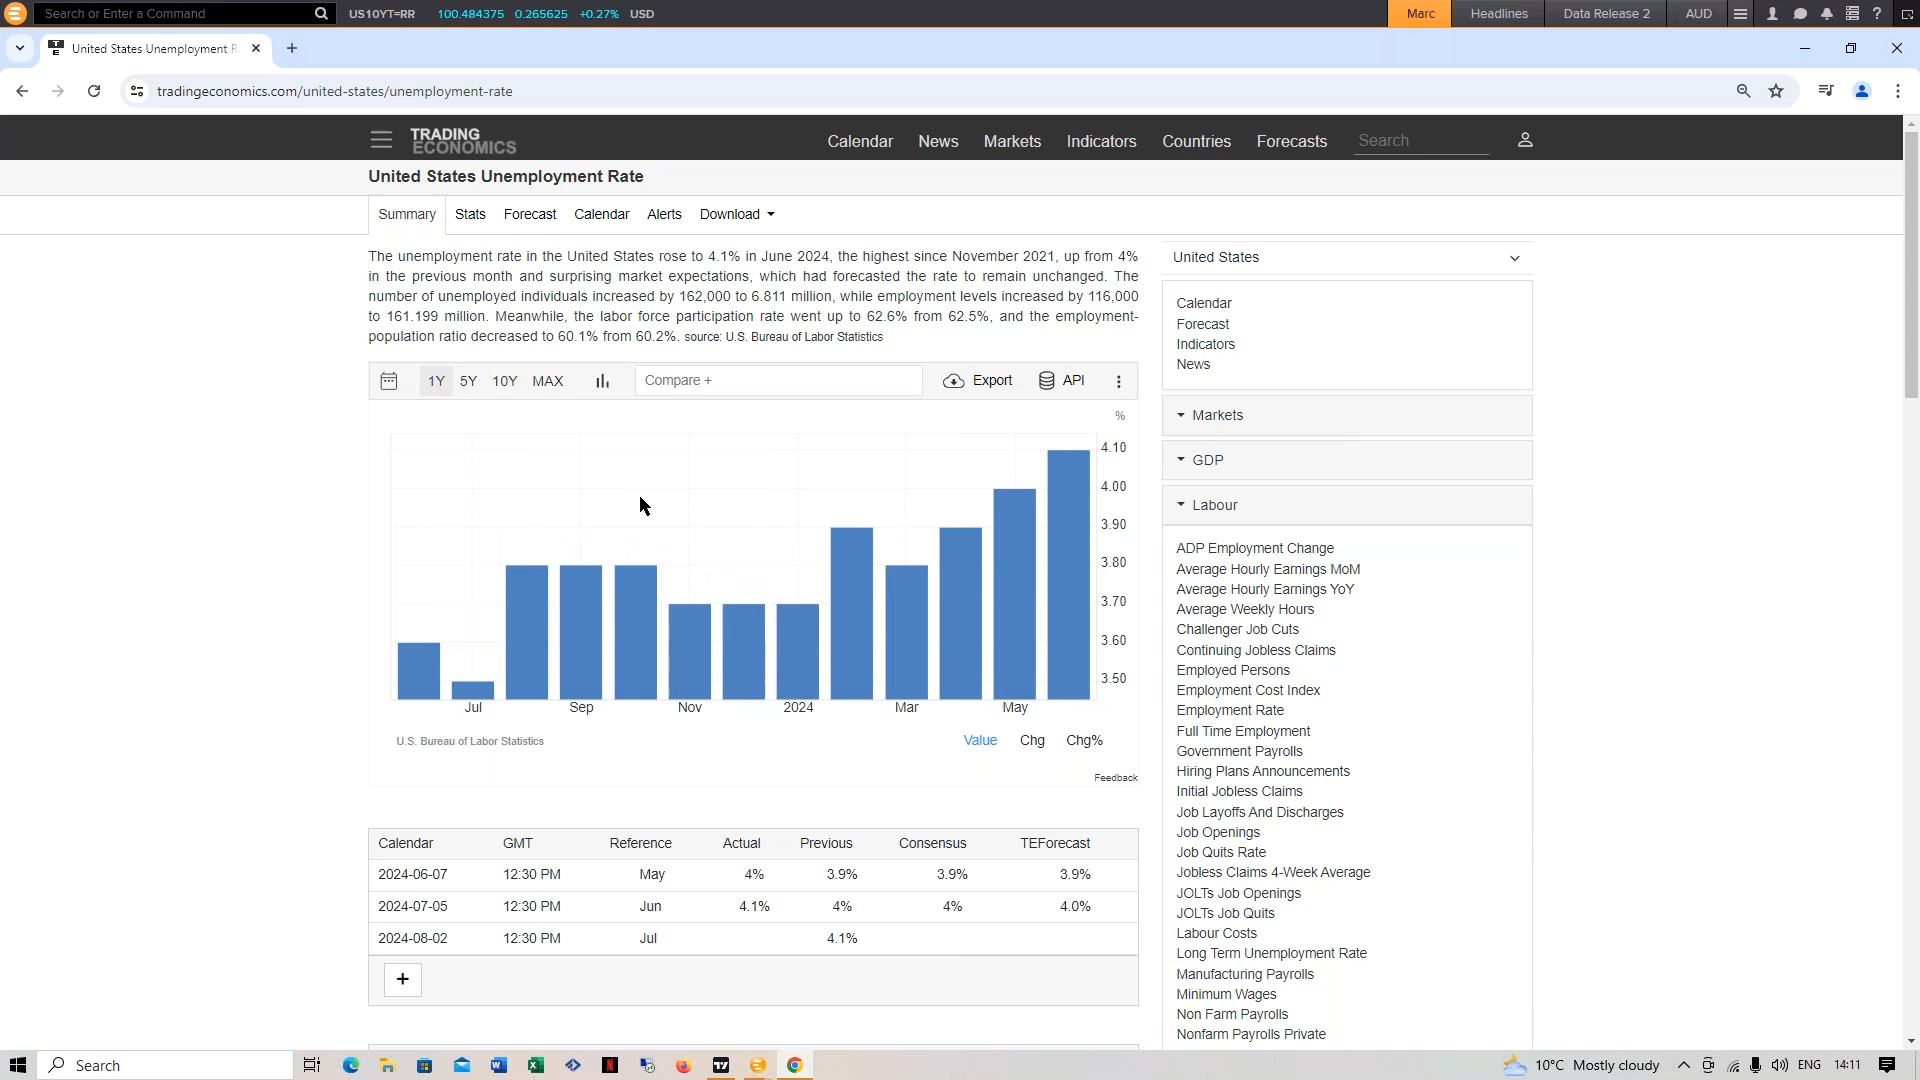 Search or Enter a Command
US10YT=RR 100.484375 0.265625 +0.27% USD
Marc Headlines Data Release 2 AUD
United States Unemployment R
tradingeconomics.com/united-states/unemployment-rate
TRADING
ECONOMICS
Calendar News Markets Indicators Countries Forecasts Search
United States Unemployment Rate
Summary Stats Forecast Calendar Alerts Download
The unemployment rate in the United States rose to 4.1% in June 2024, the highest since November 2021, up from 4%
in the previous month and surprising market expectations, which had forecasted the rate to remain unchanged. The
number of unemployed individuals increased by 162,000 to 6.811 million, while employment levels increased by 116,000
to 161.199 million. Meanwhile, the labor force participation rate went up to 62.6% from 62.5%, and the employment-
population ratio decreased to 60.1% from 60.2%. source: U.S. Bureau of Labor Statistics
1Y 5Y 10Y MAX Compare + Export API
%
4.10
4.00
3.90
3.80
3.70
3.60
3.50
Jul Sep Nov 2024 Mar May
U.S. Bureau of Labor Statistics
Value Chg Chg%
Feedback
Calendar GMT Reference Actual Previous Consensus TEForecast
2024-06-07 12:30 PM May 4% 3.9% 3.9% 3.9%
2024-07-05 12:30 PM Jun 4.1% 4% 4% 4.0%
2024-08-02 12:30 PM Jul 4.1%
+
United States
Calendar
Forecast
Indicators
News
Markets
GDP
Labour
ADP Employment Change
Average Hourly Earnings MoM
Average Hourly Earnings YoY
Average Weekly Hours
Challenger Job Cuts
Continuing Jobless Claims
Employed Persons
Employment Cost Index
Employment Rate
Full Time Employment
Government Payrolls
Hiring Plans Announcements
Initial Jobless Claims
Job Layoffs And Discharges
Job Openings
Job Quits Rate
Jobless Claims 4-Week Average
JOLTs Job Openings
JOLTs Job Quits
Labour Costs
Long Term Unemployment Rate
Manufacturing Payrolls
Minimum Wages
Non Farm Payrolls
Nonfarm Payrolls Private
Search
10°C Mostly cloudy ENG 14:11